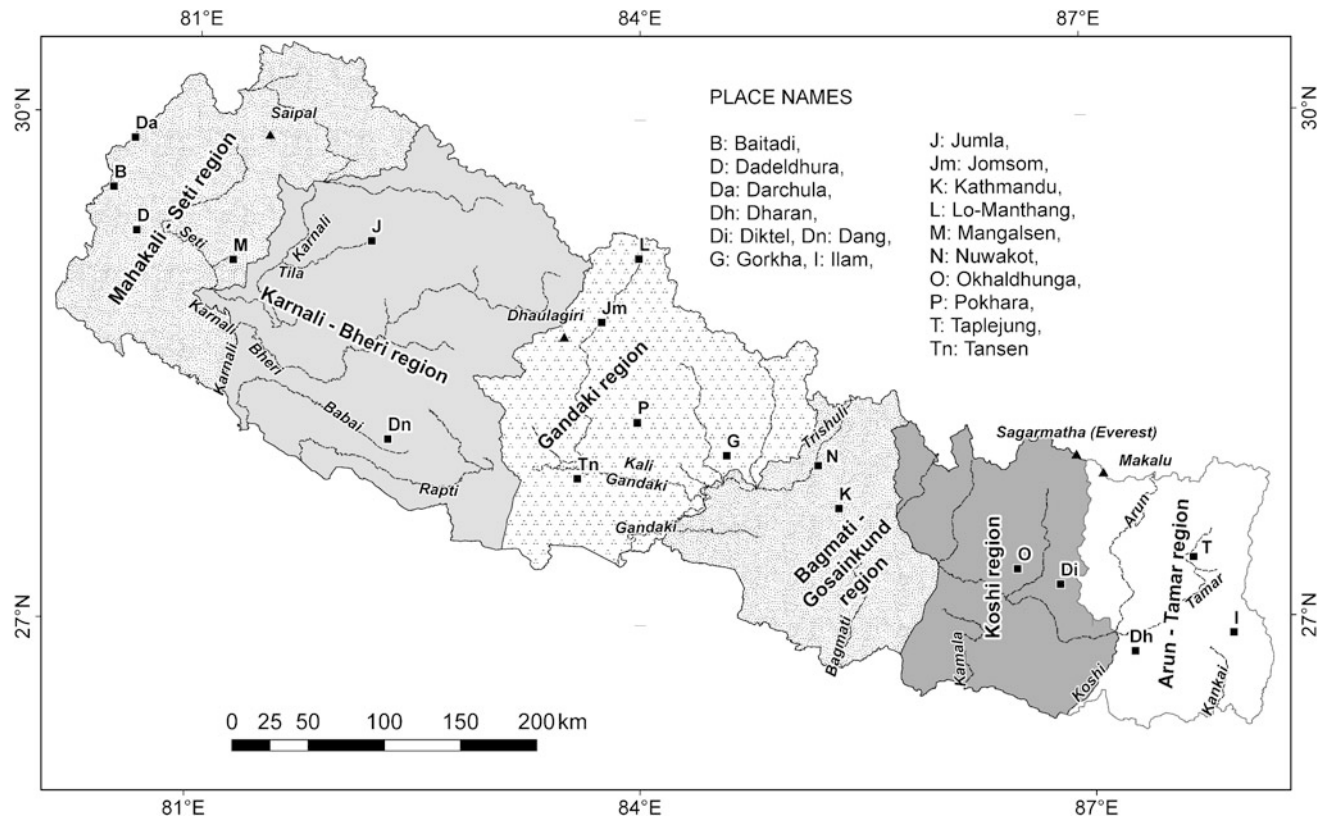 81°E
84°E
87°E
30°N
30°N
27°N
27°N
PLACE NAMES
B: Baitadi,
D: Dadeldhura,
Da: Darchula,
Dh: Dharan,
Di: Diktel, Dn: Dang,
G: Gorkha, I: Ilam,
J: Jumla,
Jm: Jomsom,
K: Kathmandu,
L: Lo-Manthang,
M: Mangalsen,
N: Nuwakot,
O: Okhaldhunga,
P: Pokhara,
T: Taplejung,
Tn: Tansen
Saipal
Da
B
D
Mahakali - Seti region
Seti
M
Karnali
J
Tila
Karnali - Bheri region
Karnali
Karnali
Bheri
Babai
Dn
Rapti
L
Jm
Dhaulagiri
Gandaki region
P
G
Tn
Kali
Gandaki
Gandaki
Trishuli
N
K
Bagmati -
Gosainkund
region
Bagmati
Sagarmatha (Everest)
Makalu
Koshi region
O
Di
Kamala
Koshi
Arun
Arun - Tamar region
T
Tamar
Dh
I
Kankai
0 25 50 100 150 200 km
81°E
84°E
87°E